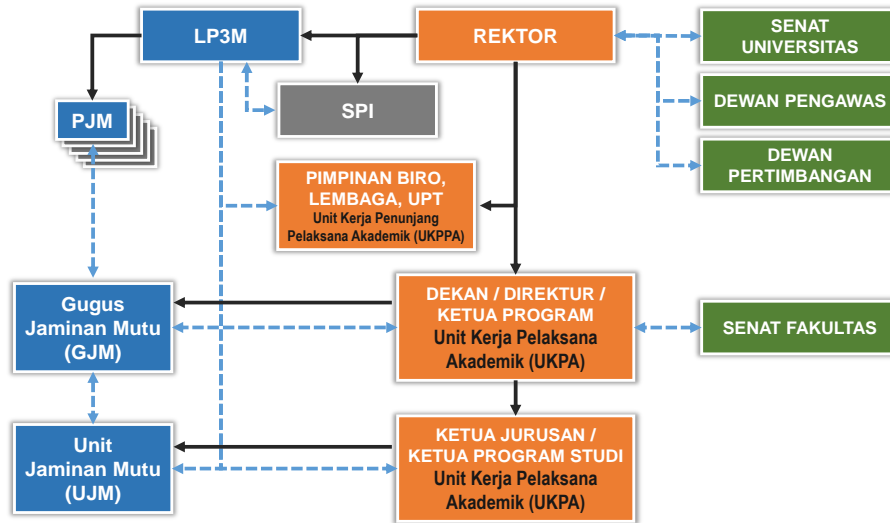 LP3M
REKTOR
SENAT
UNIVERSITAS
PJM
SPI
DEWAN PENGAWAS
DEWAN
PERTIMBANGAN
PIMPINAN BIRO,
LEMBAGA, UPT
Unit Kerja Penunjang
Pelaksana Akademik (UKPPA)
Gugus
Jaminan Mutu
(GJM)
DEKAN / DIREKTUR /
KETUA PROGRAM
Unit Kerja Pelaksana
Akademik (UKPA)
SENAT FAKULTAS
Unit
Jaminan Mutu
(UJM)
KETUA JURUSAN /
KETUA PROGRAM STUDI
Unit Kerja Pelaksana
Akademik (UKPA)